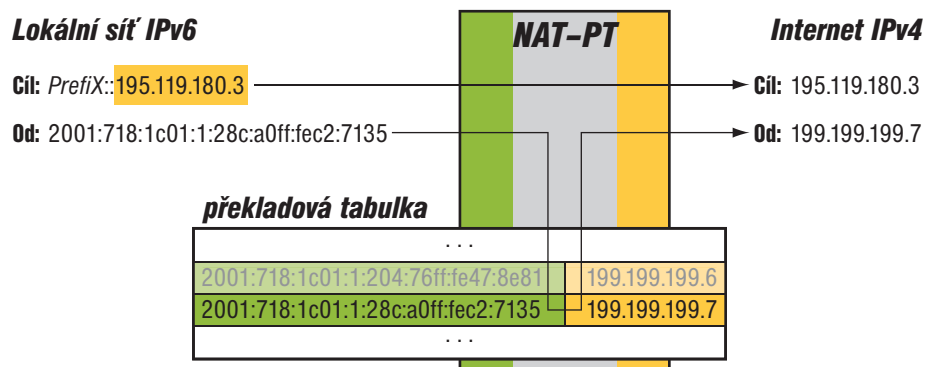 Lokální síť IPv6
NAT-PT
Internet IPv4
Cíl: PrefiX::195.119.180.3
Cíl: 195.119.180.3
Od: 2001:718:1c01:1:28c:a0ff:fec2:7135
Od: 199.199.199.7
překladová tabulka
...
2001:718:1c01:1:204:76ff:fe47:8e81 199.199.199.6
2001:718:1c01:1:28c:a0ff:fec2:7135 199.199.199.7
...